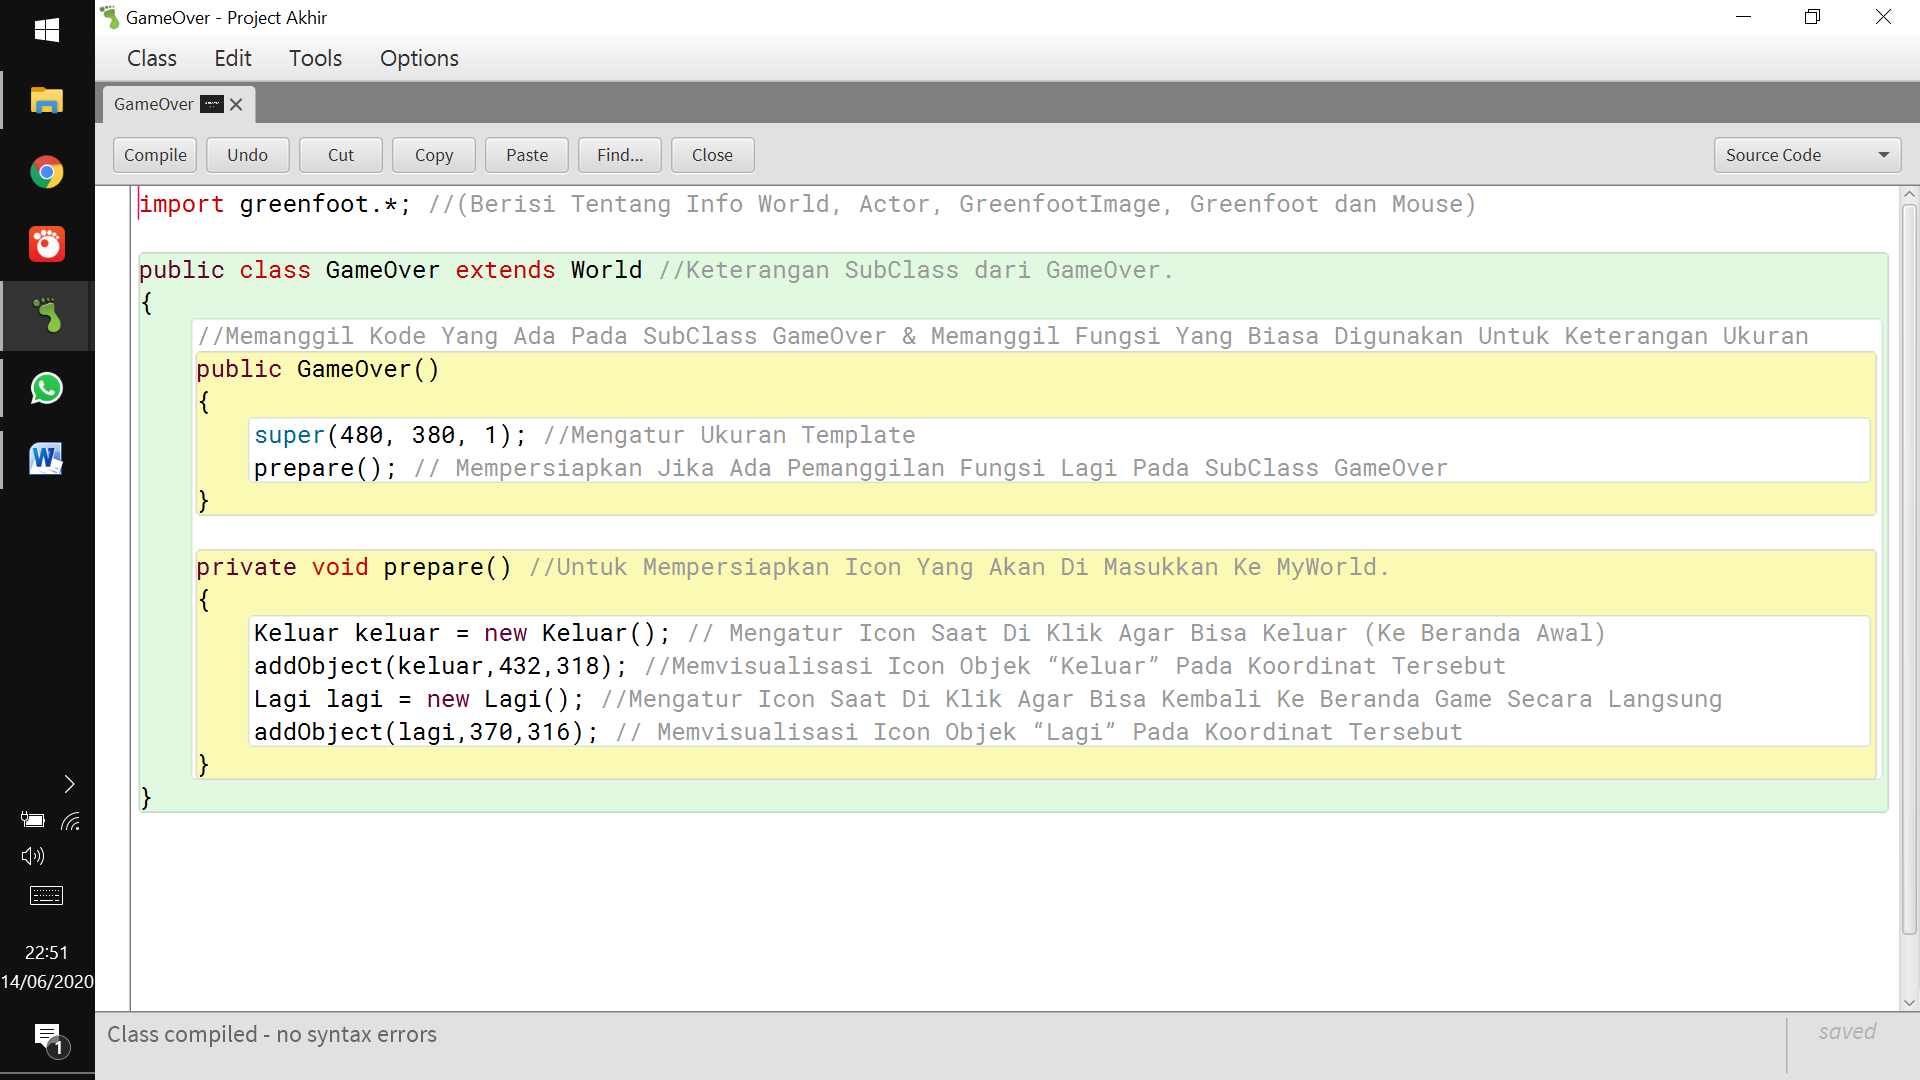 GameOver - Project Akhir
Class Edit Tools Options
GameOver
Compile Undo Cut Copy Paste Find... Close Source Code
import greenfoot.*; //(Berisi Tentang Info World, Actor, GreenfootImage, Greenfoot dan Mouse)
public class GameOver extends World //Keterangan SubClass dari GameOver.
{
//Memanggil Kode Yang Ada Pada SubClass GameOver & Memanggil Fungsi Yang Biasa Digunakan Untuk Keterangan Ukuran
public GameOver()
{
super(480, 380, 1); //Mengatur Ukuran Template
prepare(); // Mempersiapkan Jika Ada Pemanggilan Fungsi Lagi Pada SubClass GameOver
}
private void prepare() //Untuk Mempersiapkan Icon Yang Akan Di Masukkan Ke MyWorld.
{
Keluar keluar = new Keluar(); // Mengatur Icon Saat Di Klik Agar Bisa Keluar (Ke Beranda Awal)
addObject(keluar,432,318); //Memvisualisasi Icon Objek “Keluar” Pada Koordinat Tersebut
Lagi lagi = new Lagi(); //Mengatur Icon Saat Di Klik Agar Bisa Kembali Ke Beranda Game Secara Langsung
addObject(lagi,370,316); // Memvisualisasi Icon Objek “Lagi” Pada Koordinat Tersebut
}
}
22:51
14/06/2020
1
Class compiled - no syntax errors
saved